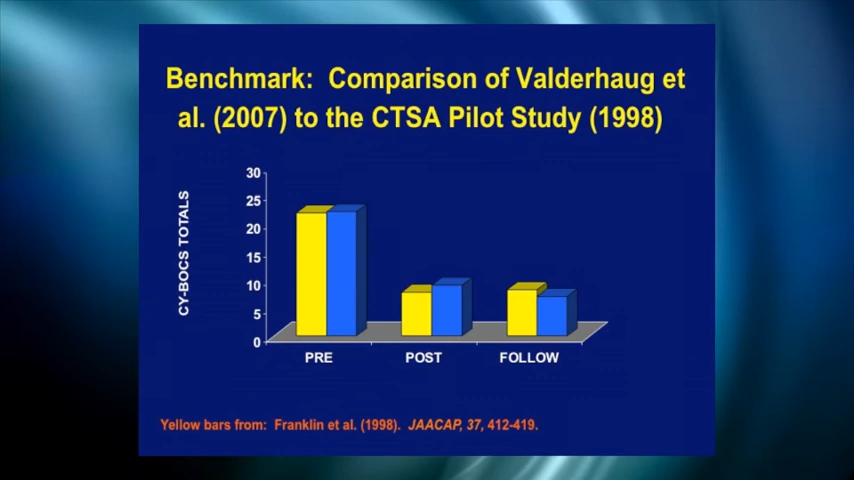 Benchmark: Comparison of Valderhaug et
al. (2007) to the CTSA Pilot Study (1998)
CY-BOCS TOTALS
30
25
20
15
10
5
0
PRE
POST
FOLLOW
Yellow bars from: Franklin et al. (1998). JAACAP, 37, 412-419.